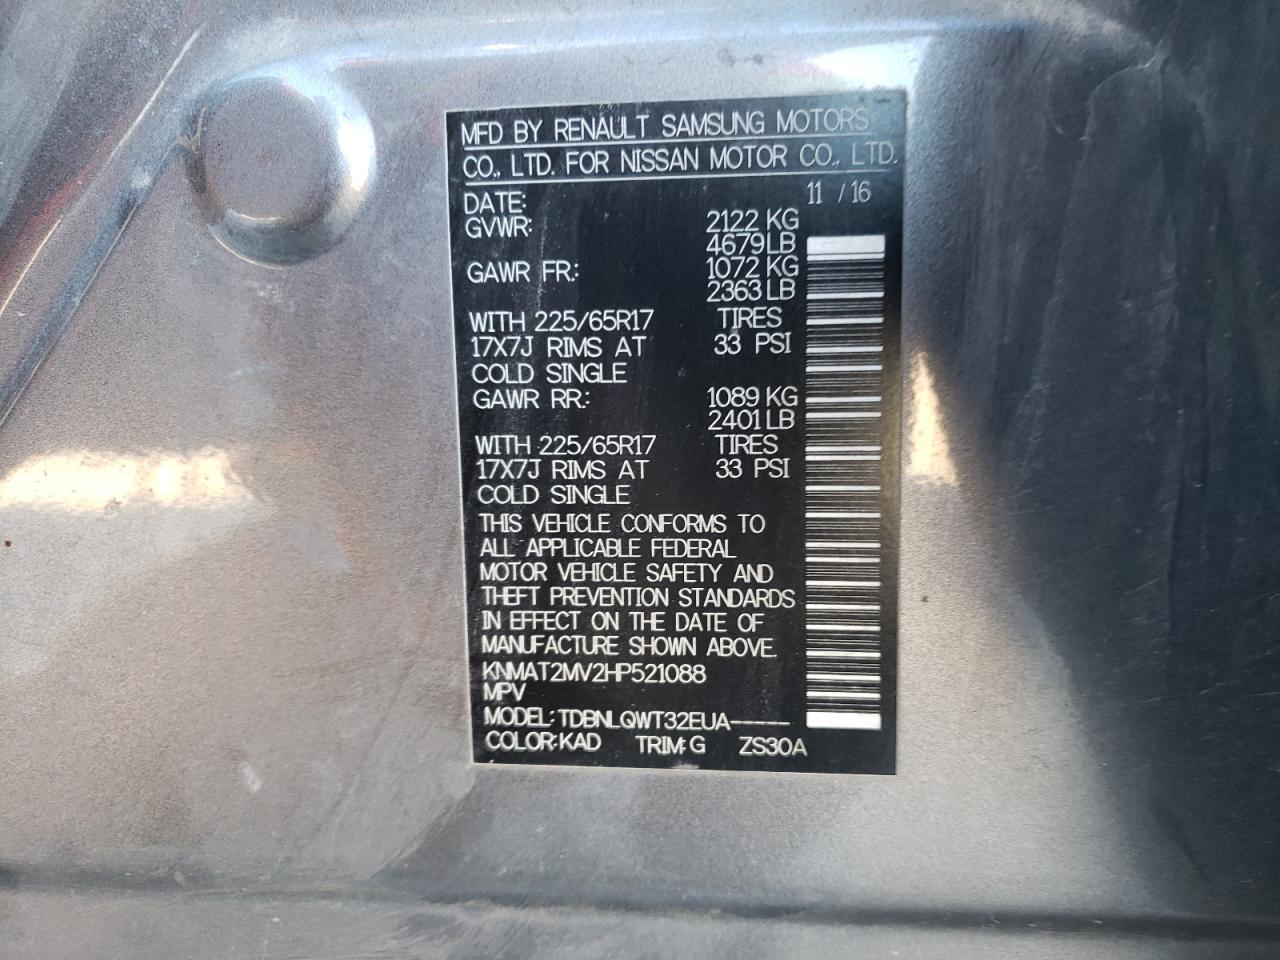 MFD BY RENAULT SAMSUNG MOTORS
CO., LTD. FOR NISSAN MOTOR CO., LTD.
DATE: 11 / 16
GVWR: 2122 KG
4679 LB
GAWR FR: 1072 KG
2363 LB
WITH 225/65R17 TIRES
17X7J RIMS AT 33 PSI
COLD SINGLE
GAWR RR: 1089 KG
2401 LB
WITH 225/65R17 TIRES
17X7J RIMS AT 33 PSI
COLD SINGLE
THIS VEHICLE CONFORMS TO
ALL APPLICABLE FEDERAL
MOTOR VEHICLE SAFETY AND
THEFT PREVENTION STANDARDS
IN EFFECT ON THE DATE OF
MANUFACTURE SHOWN ABOVE.
KNMAT2MV2HP521088
MPV
MODEL: TDBNLQWT32EUA-----
COLOR:KAD TRIM:G ZS30A